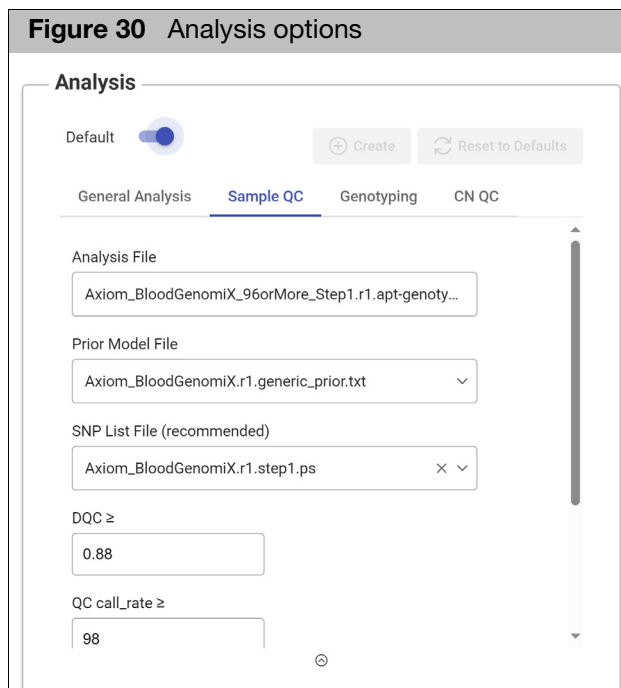 Figure 30 Analysis options
Analysis
Default
Create
Reset to Defaults
General Analysis
Sample QC
Genotyping
CN QC
Analysis File
Axiom_BloodGenomiX_96orMore_Step1.r1.apt-genoty...
Prior Model File
Axiom_BloodGenomiX.r1.generic_prior.txt
SNP List File (recommended)
Axiom_BloodGenomiX.r1.step1.ps
DQC ≥
0.88
QC call_rate ≥
98